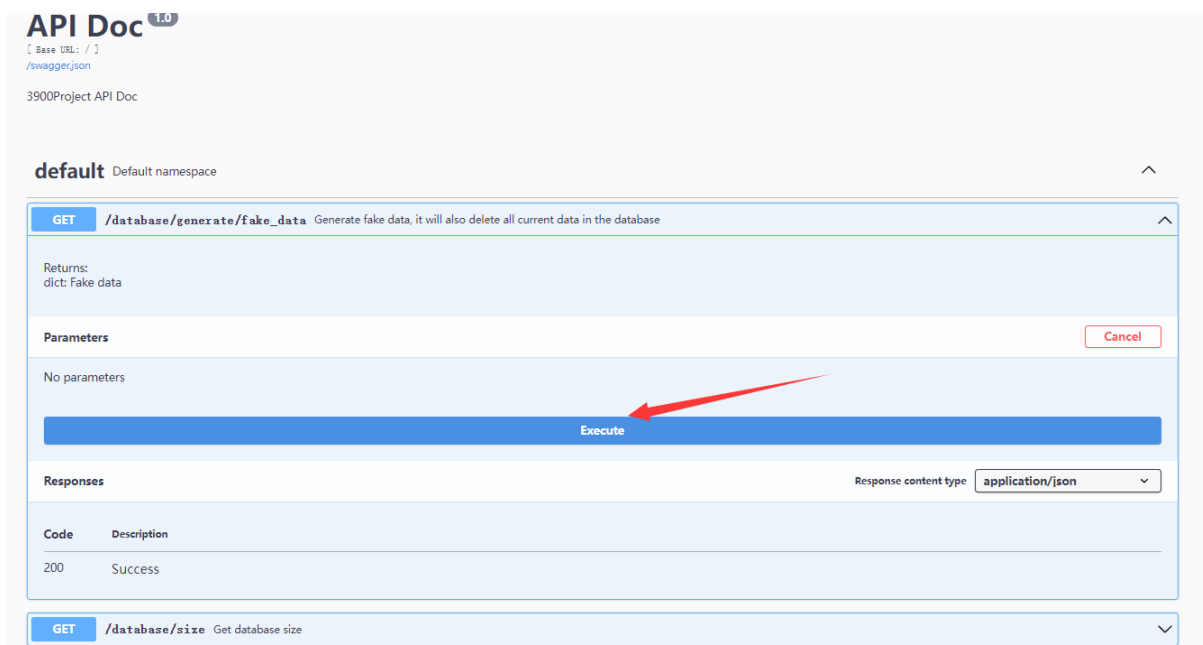 API Doc 1.0
[ Base URL: / ]
/swagger.json
3900Project API Doc
default Default namespace
GET /database/generate/fake_data Generate fake data, it will also delete all current data in the database
Returns:
dict: Fake data
Parameters Cancel
No parameters
Execute
Responses Response content type application/json
Code Description
200 Success
GET /database/size Get database size